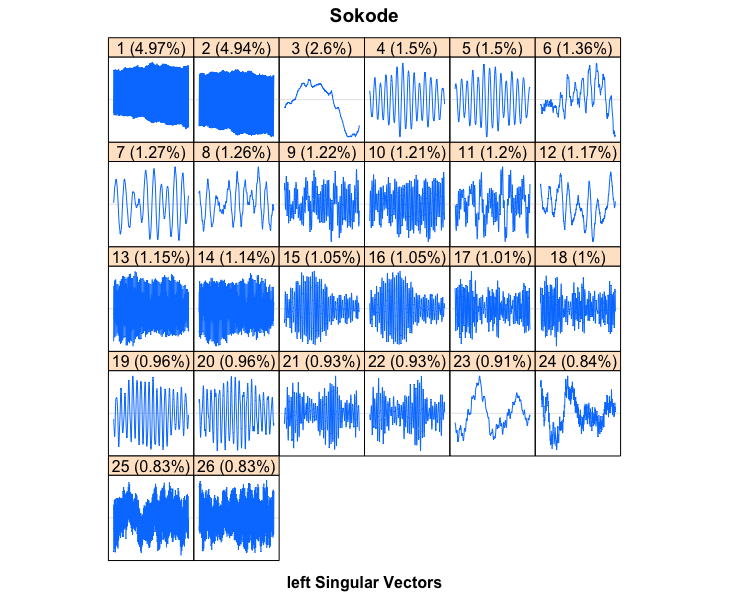 Sokode
1 (4.97%) 2 (4.94%) 3 (2.6%) 4 (1.5%) 5 (1.5%) 6 (1.36%)
7 (1.27%) 8 (1.26%) 9 (1.22%) 10 (1.21%) 11 (1.2%) 12 (1.17%)
13 (1.15%) 14 (1.14%) 15 (1.05%) 16 (1.05%) 17 (1.01%) 18 (1%)
19 (0.96%) 20 (0.96%) 21 (0.93%) 22 (0.93%) 23 (0.91%) 24 (0.84%)
25 (0.83%) 26 (0.83%)
left Singular Vectors